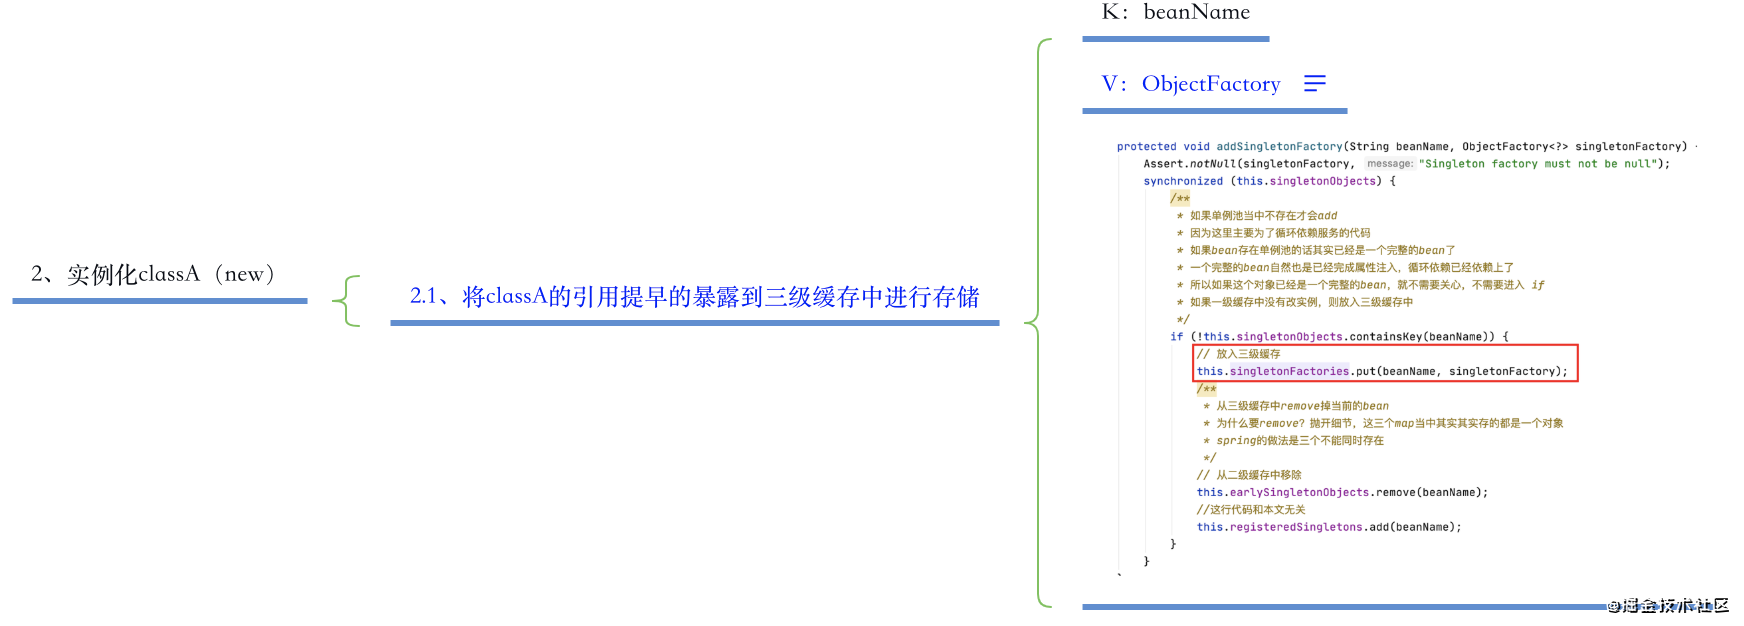 2、实例化classA（new）
2.1、将classA的引用提早的暴露到三级缓存中进行存储
K：beanName
V：ObjectFactory
protected void addSingletonFactory(String beanName, ObjectFactory<?> singletonFactory)
Assert.notNull(singletonFactory, message: "Singleton factory must not be null");
synchronized (this.singletonObjects) {
/**
* 如果单例池当中不存在才会add
* 因为这里主要为了循环依赖服务的代码
* 如果bean存在单例池的话其实已经是一个完整的bean了
* 一个完整的bean自然也是已经完成属性注入，循环依赖已经依赖上了
* 所以如果这个对象已经是一个完整的bean，就不需要关心，不需要进入 if
* 如果一级缓存中没有改实例，则放入三级缓存中
*/
if (!this.singletonObjects.containsKey(beanName)) {
// 放入三级缓存
this.singletonFactories.put(beanName, singletonFactory);
/**
* 从三级缓存中remove掉当前的bean
* 为什么要remove？抛开细节，这三个map当中其实其实存的都是一个对象
* spring的做法是三个不能同时存在
*/
// 从二级缓存中移除
this.earlySingletonObjects.remove(beanName);
//这行代码和本文无关
this.registeredSingletons.add(beanName);
}
}
@掘金技术社区